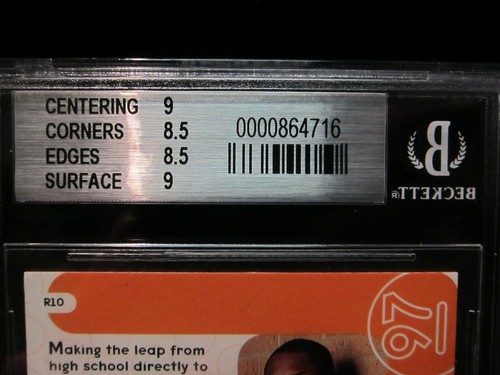 CENTERING 9
CORNERS 8.5
EDGES 8.5
SURFACE 9
0000864716
B
BECKETT®
R10
76
Making the leap from
high school directly to